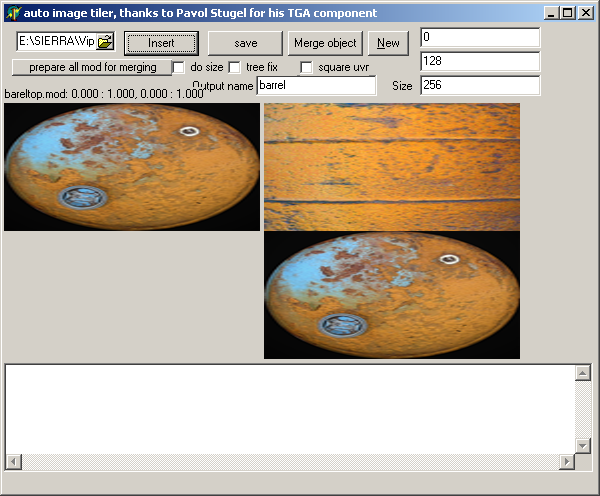 auto image tiler, thanks to Pavol Stugel for his TGA component
E:\SIERRA\Vip
Insert
save
Merge object
New
0
prepare all mod for merging
do size
tree fix
square uvr
128
Output name
barrel
Size
256
bareltop.mod: 0.000 : 1.000, 0.000 : 1.000